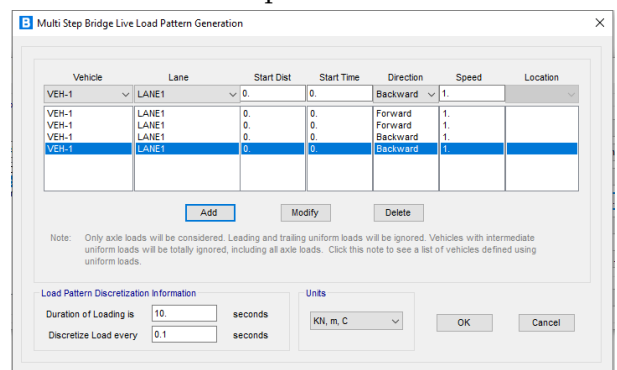 B Multi Step Bridge Live Load Pattern Generation
Vehicle Lane Start Dist Start Time Direction Speed Location
VEH-1 LANE1 0. 0. Backward 1.
VEH-1 LANE1 0. 0. Forward 1.
VEH-1 LANE1 0. 0. Forward 1.
VEH-1 LANE1 0. 0. Backward 1.
VEH-1 LANE1 0. 0. Backward 1.
Add Modify Delete
Note: Only axle loads will be considered. Leading and trailing uniform loads will be ignored. Vehicles with intermediate
uniform loads will be totally ignored, including all axle loads. Click this note to see a list of vehicles defined using
uniform loads.
Load Pattern Discretization Information Units
Duration of Loading is 10. seconds
KN, m, C OK Cancel
Discretize Load every 0.1 seconds